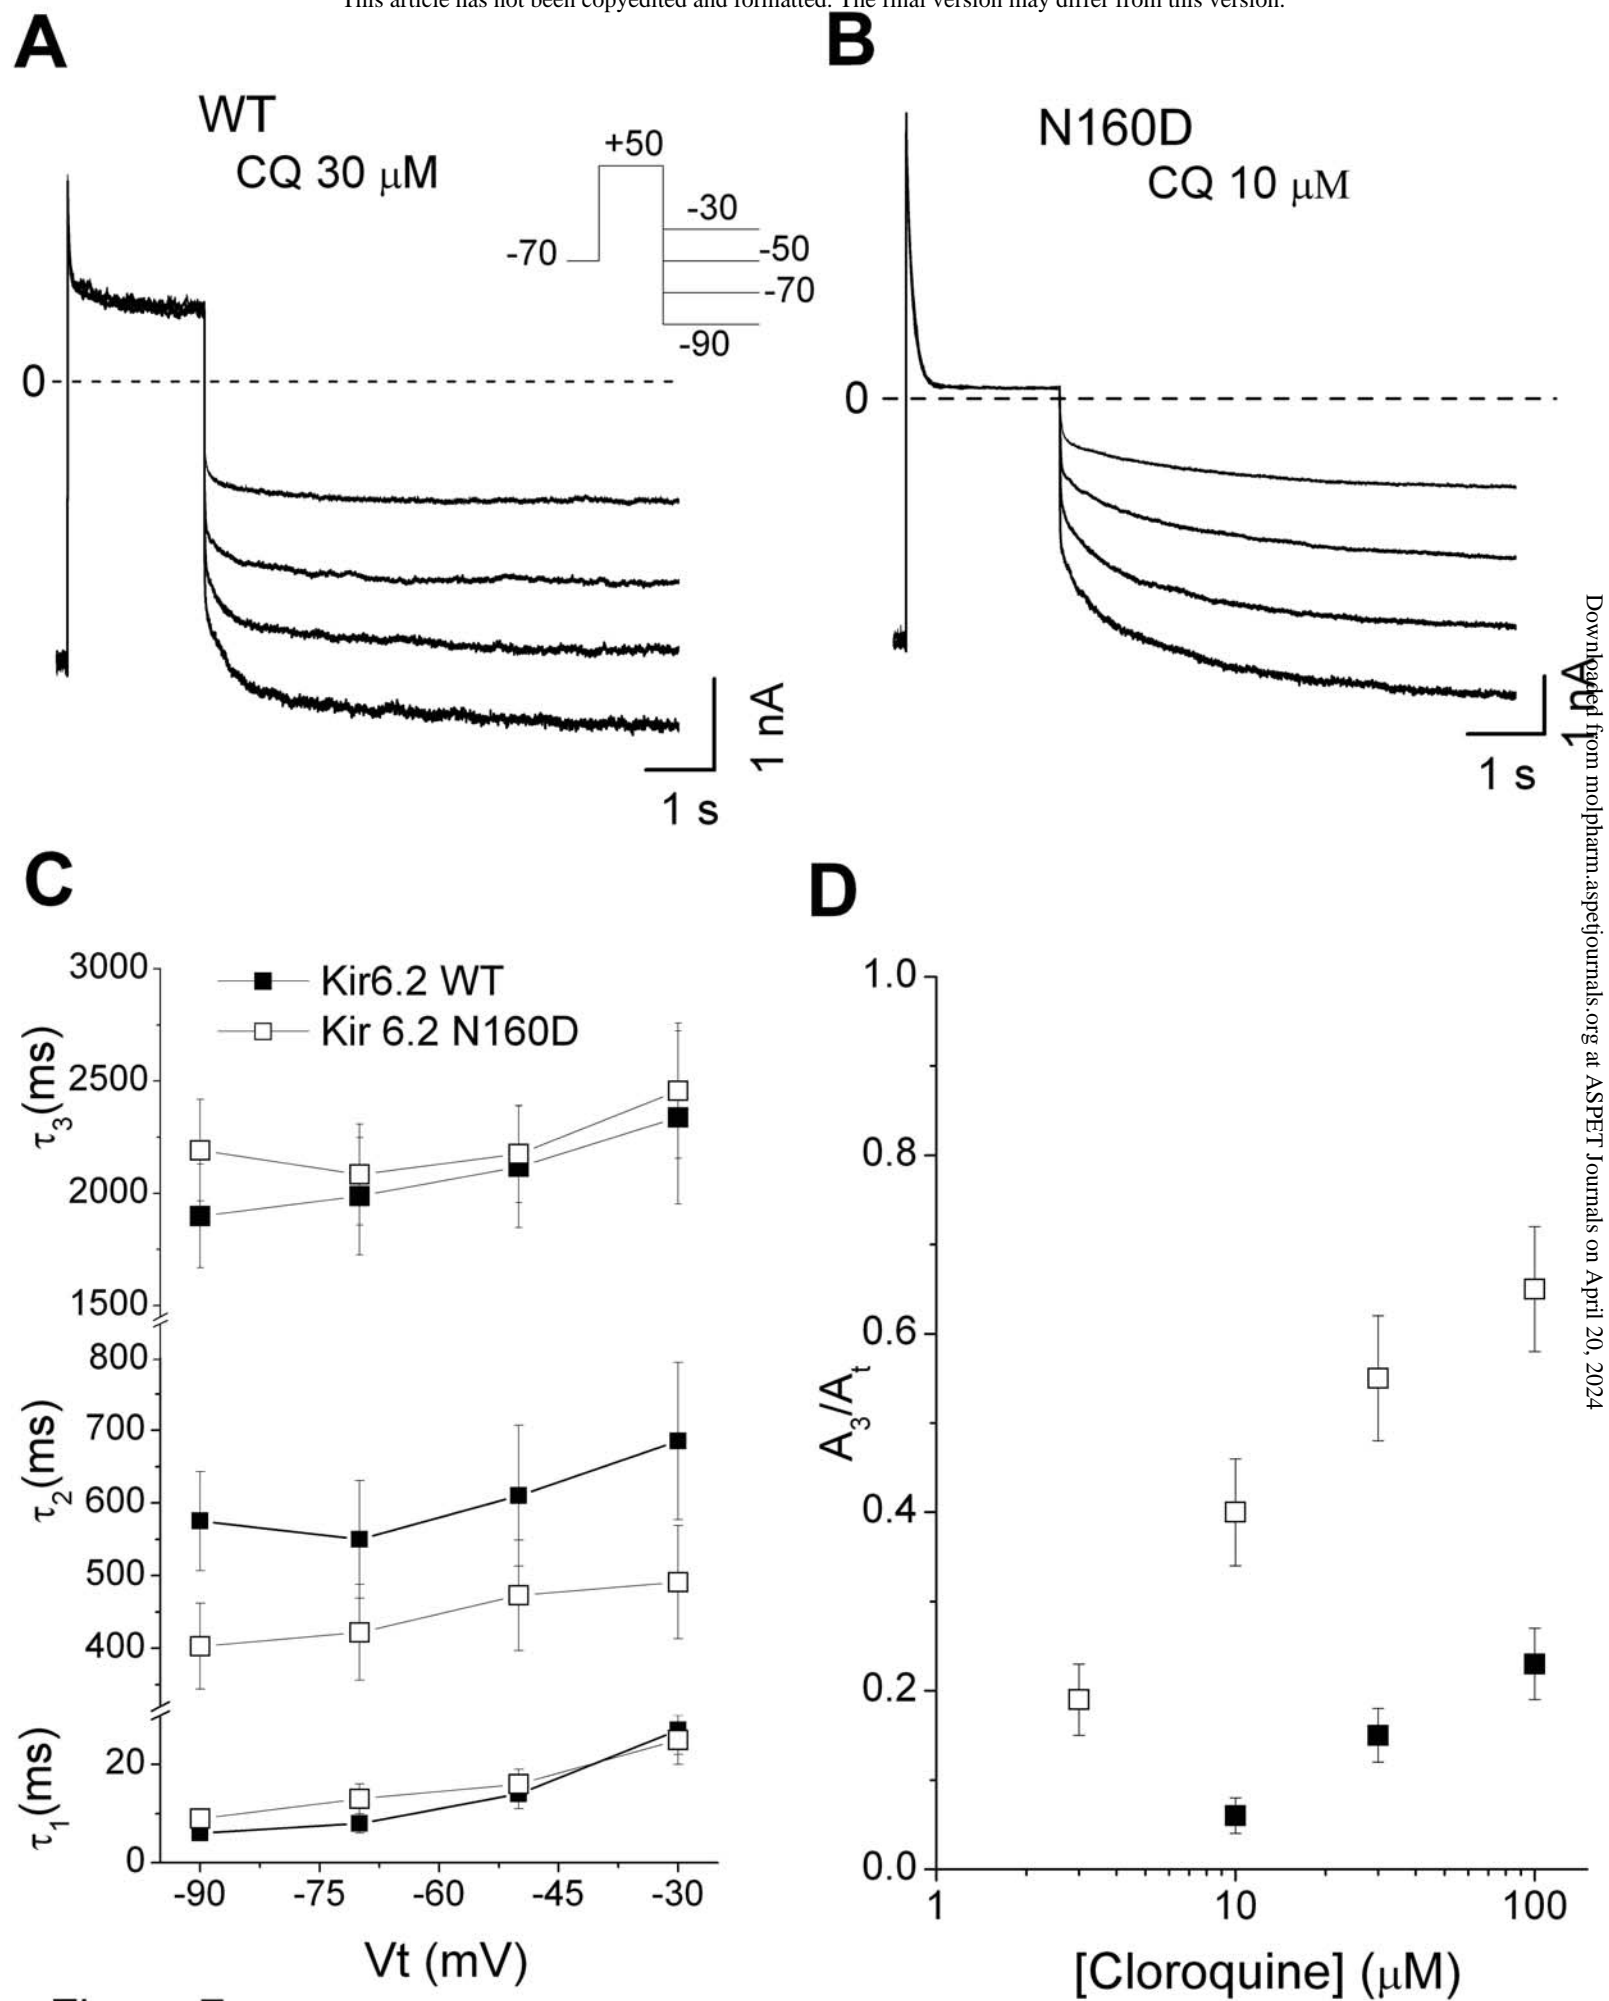 This article has not been copyedited and formatted. The final version may differ from this version.
A
WT
CQ 30 μM
+50
-30
-70
-50
-70
-90
0
1 nA
1 s
B
N160D
CQ 10 μM
0
1 nA
1 s
C
Kir6.2 WT
Kir 6.2 N160D
τ3(ms)
3000
2500
2000
1500
τ2(ms)
800
700
600
500
400
τ1(ms)
20
0
-90 -75 -60 -45 -30
Vt (mV)
D
A3/At
1.0
0.8
0.6
0.4
0.2
0.0
1 10 100
[Cloroquine] (μM)
Downloaded from molpharm.aspetjournals.org at ASPET Journals on April 20, 2024